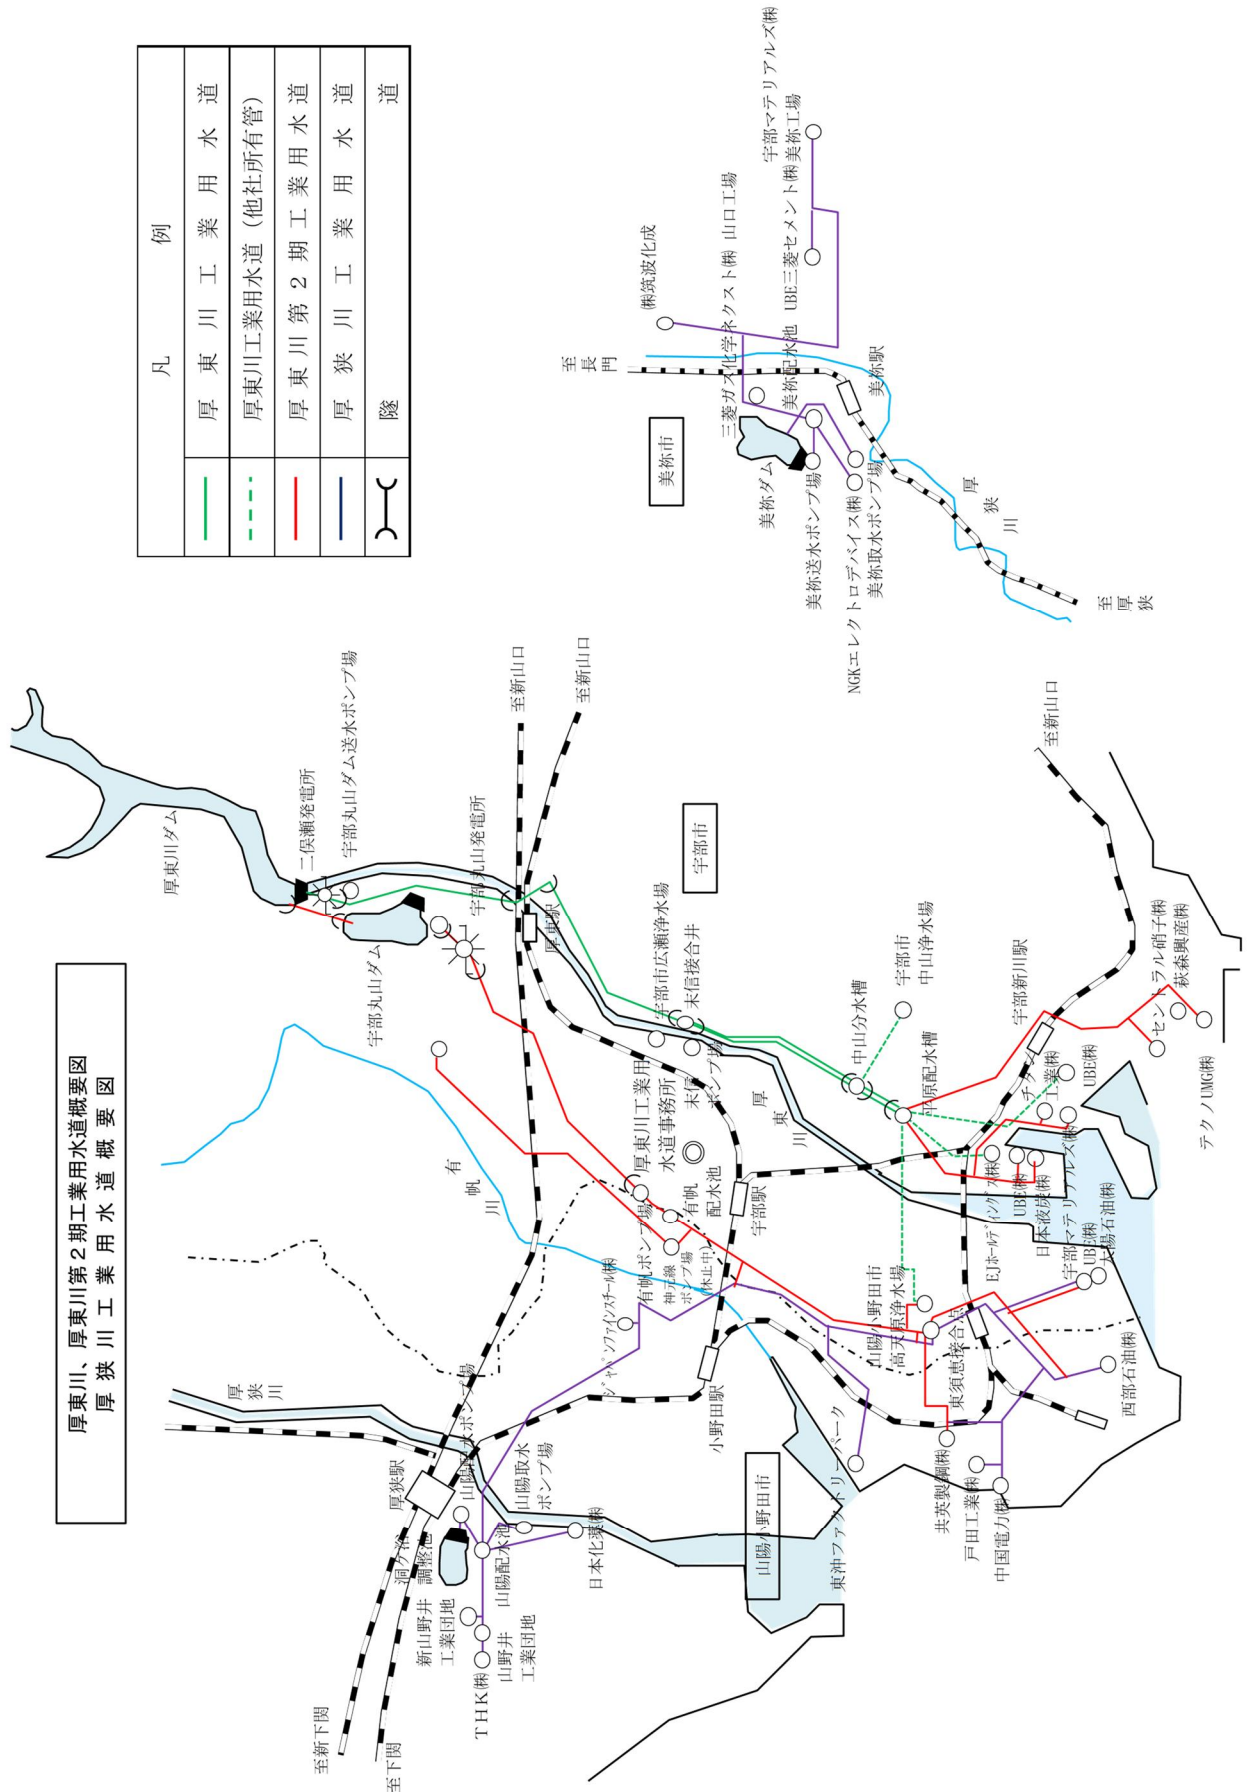 厚東川、厚東川第２期工業用水道概要図
厚狭川工業用水道概要図
凡例
厚東川工業用水道
厚東川工業用水道（他社所有管）
厚東川第２期工業用水道
厚狭川工業用水道
隧道
至新下関
至下関
厚狭駅
厚狭川
洞ケ浴
調整池
山陽配水ポンプ場
新山野井
工業団地
THK㈱
山野井
工業団地
山陽配水池
山陽取水
ポンプ場
日本化薬㈱
ｼﾞｬﾊﾟﾝﾌｧｲﾝｽﾁｰﾙ㈱
小野田駅
山陽小野田市
東沖ファクトリーパーク
有帆川
有帆ポンプ場
神元線
ポンプ場
(休止中)
有帆
配水池
厚東川工業用
水道事務所
宇部駅
山陽小野田市
高天原浄水場
東須恵接合点
共英製鋼㈱
戸田工業㈱
中国電力㈱
西部石油㈱
厚東川ダム
二俣瀬発電所
宇部丸山ダム送水ポンプ場
宇部丸山ダム
宇部丸山発電所
至新山口
至新山口
厚東駅
宇部市
宇部市広瀬浄水場
末信接合井
末信
ポンプ場
厚東川
中山分水槽
宇部市
中山浄水場
平原配水槽
宇部新川駅
至新山口
チタン
工業㈱
UBE㈱
セントラル硝子㈱
萩森興産㈱
テクノUMG㈱
EJﾎｰﾙﾃﾞｨﾝｸﾞｽ㈱
UBE㈱
日本液炭㈱
宇部マテリアルズ㈱
UBE㈱
太陽石油㈱
美祢市
至長門
㈱筑波化成
三菱ガス化学ネクスト㈱ 山口工場
美祢配水池
UBE三菱セメント㈱
宇部マテリアルズ㈱
美祢工場
美祢ダム
美祢送水ポンプ場
NGKエレクトロデバイス㈱
美祢取水ポンプ場
美祢駅
厚狭川
至厚狭